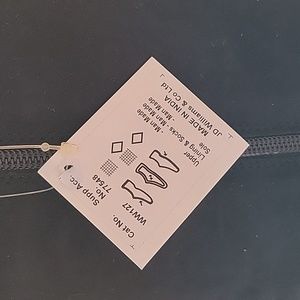 Cat No.
WW127
Supp Acc
No.
77548
Upper - Man Made
Lining & Socks - Man Made
Sole - Man Made
MADE IN INDIA
JD Williams & Co Ltd